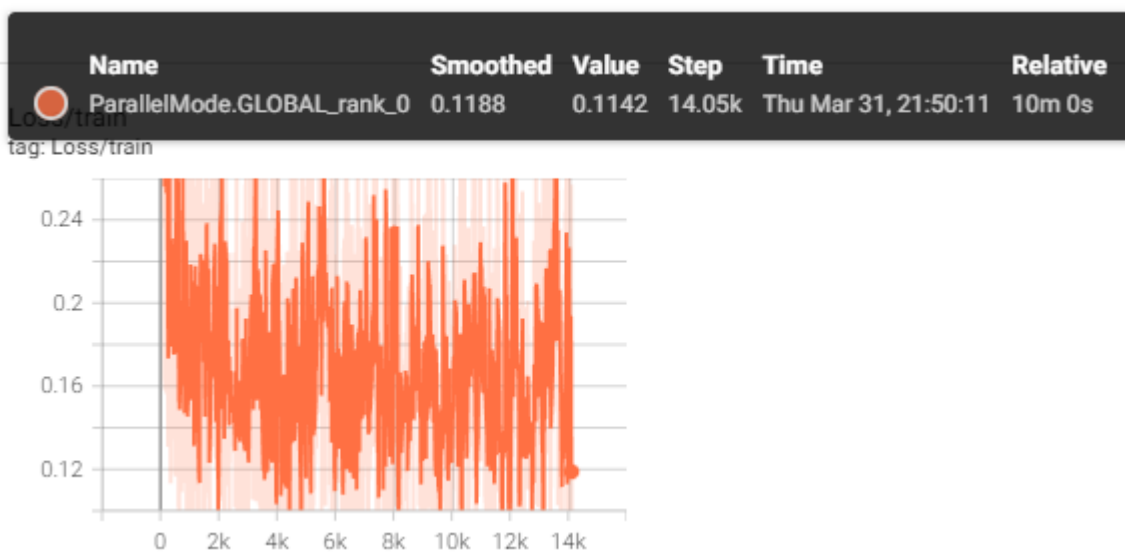 Name Smoothed Value Step Time Relative
ParallelMode.GLOBAL_rank_0 0.1188 0.1142 14.05k Thu Mar 31, 21:50:11 10m 0s
Loss/train
tag: Loss/train
0.24
0.2
0.16
0.12
0 2k 4k 6k 8k 10k 12k 14k